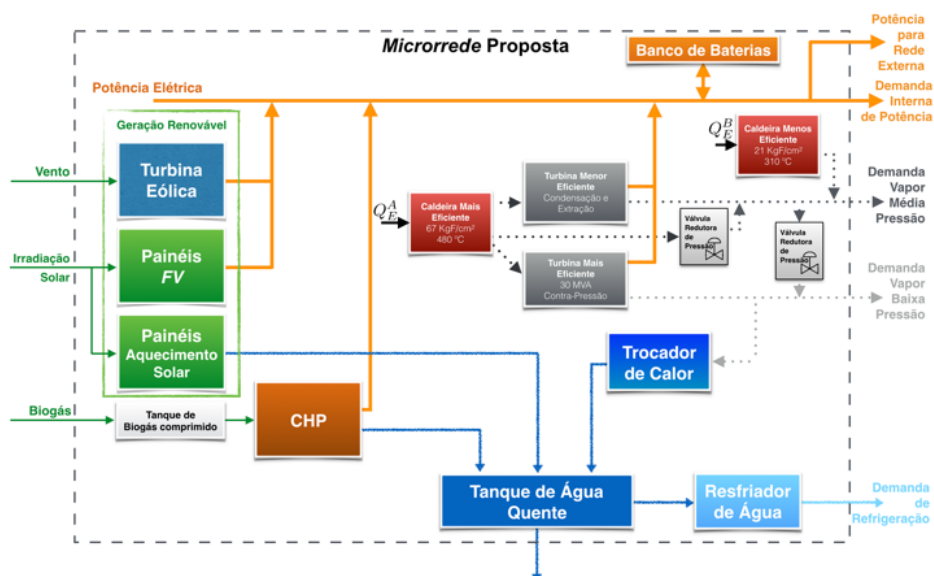 Microrrede Proposta
Potência
para
Rede
Externa
Banco de Baterias
Potência Elétrica
Demanda
Interna
de Potência
Geração Renovável
Vento
Turbina
Eólica
Irradiação
Solar
Painéis
FV
Painéis
Aquecimento
Solar
Biogás
Tanque de
Biogás comprimido
CHP
Q_E^A
Caldeira Mais
Eficiente
67 KgF/cm²
480 ºC
Turbina Menor
Eficiente
Condensação e
Extração
Turbina Mais
Eficiente
30 MVA
Contra-Pressão
Q_E^B
Caldeira Menos
Eficiente
21 KgF/cm²
310 ºC
Válvula
Redutora
de
Pressão
Válvula
Redutora
de
Pressão
Demanda
Vapor
Média
Pressão
Demanda
Vapor
Baixa
Pressão
Trocador
de Calor
Tanque de Água
Quente
Resfriador
de Água
Demanda
de
Refrigeração